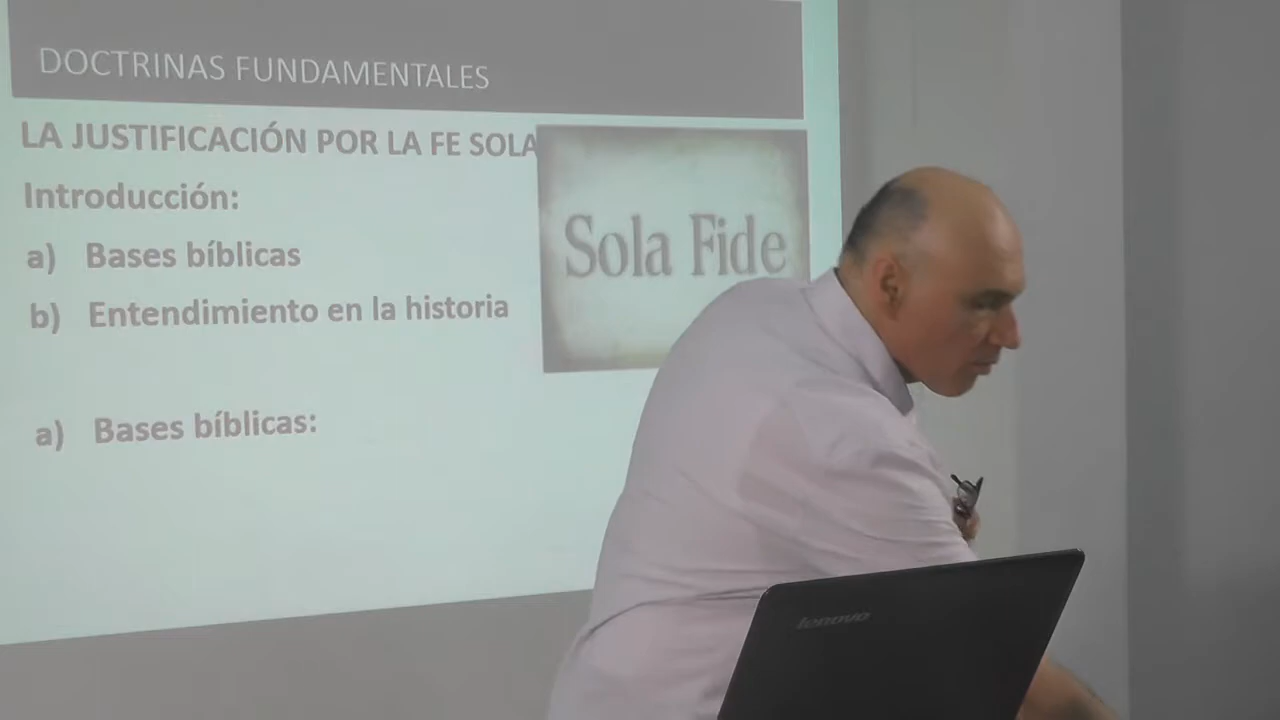 DOCTRINAS FUNDAMENTALES
LA JUSTIFICACIÓN POR LA FE SOLA
Introducción:
a) Bases bíblicas
b) Entendimiento en la historia
Sola Fide
a) Bases bíblicas:
lenovo